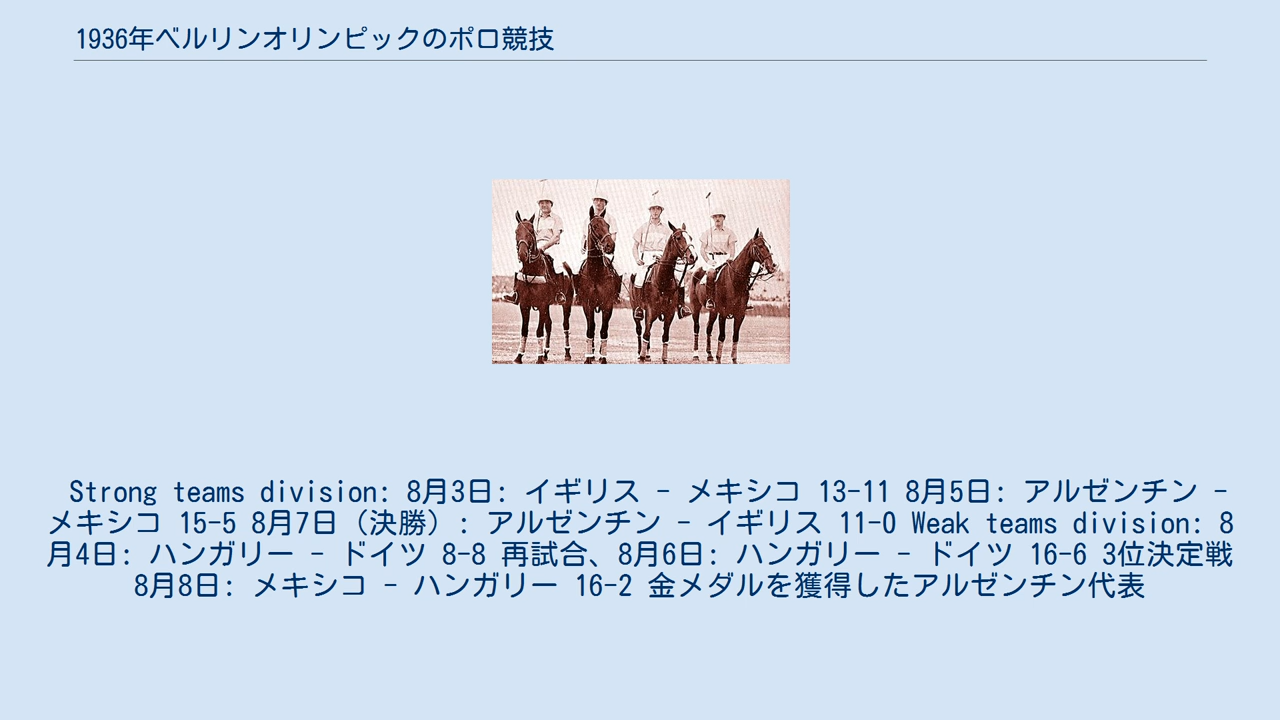 1936年ベルリンオリンピックのポロ競技
Strong teams division: 8月3日: イギリス - メキシコ 13-11 8月5日: アルゼンチン -
メキシコ 15-5 8月7日（決勝）: アルゼンチン - イギリス 11-0 Weak teams division: 8
月4日: ハンガリー - ドイツ 8-8 再試合、8月6日: ハンガリー - ドイツ 16-6 3位決定戦
8月8日: メキシコ - ハンガリー 16-2 金メダルを獲得したアルゼンチン代表